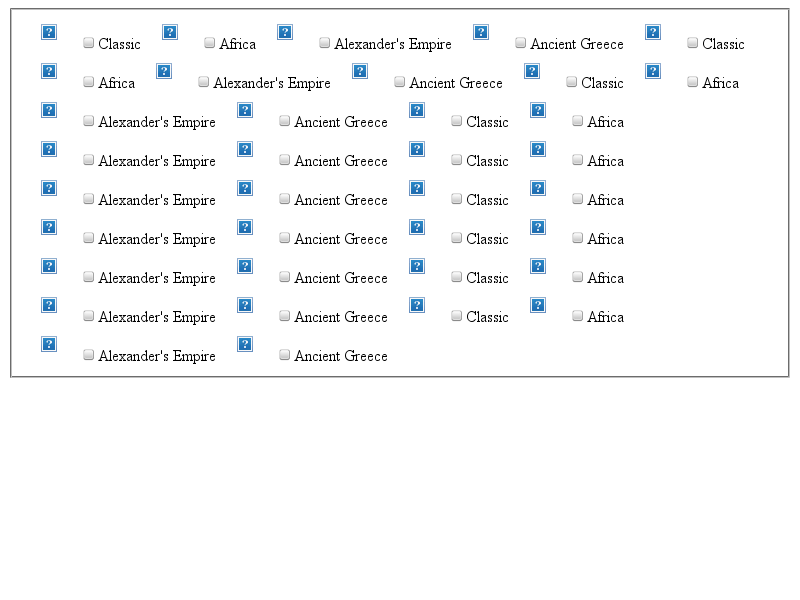 ? Classic ? Africa ? Alexander's Empire ? Ancient Greece ? Classic
? Africa ? Alexander's Empire ? Ancient Greece ? Classic ? Africa
? Alexander's Empire ? Ancient Greece ? Classic ? Africa
? Alexander's Empire ? Ancient Greece ? Classic ? Africa
? Alexander's Empire ? Ancient Greece ? Classic ? Africa
? Alexander's Empire ? Ancient Greece ? Classic ? Africa
? Alexander's Empire ? Ancient Greece ? Classic ? Africa
? Alexander's Empire ? Ancient Greece ? Classic ? Africa
? Alexander's Empire ? Ancient Greece